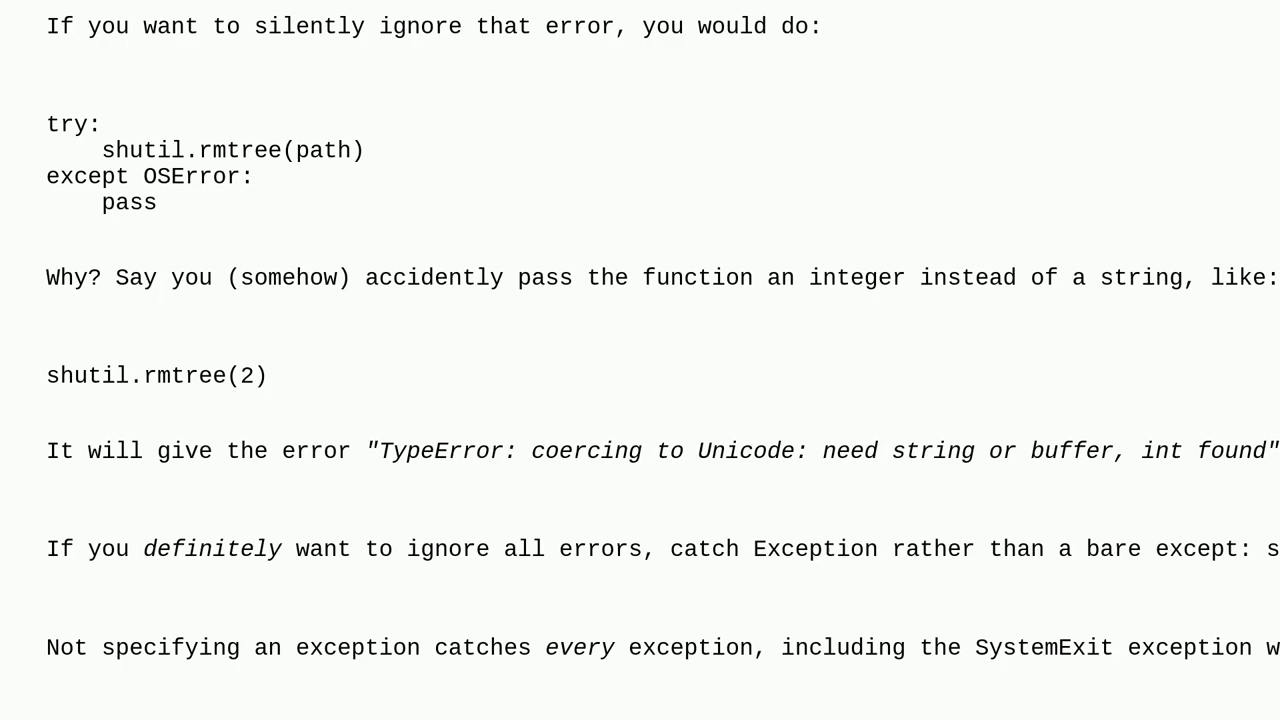 If you want to silently ignore that error, you would do:
try:
    shutil.rmtree(path)
except OSError:
    pass
Why? Say you (somehow) accidently pass the function an integer instead of a string, like:
shutil.rmtree(2)
It will give the error "TypeError: coercing to Unicode: need string or buffer, int found"
If you definitely want to ignore all errors, catch Exception rather than a bare except: s
Not specifying an exception catches every exception, including the SystemExit exception w